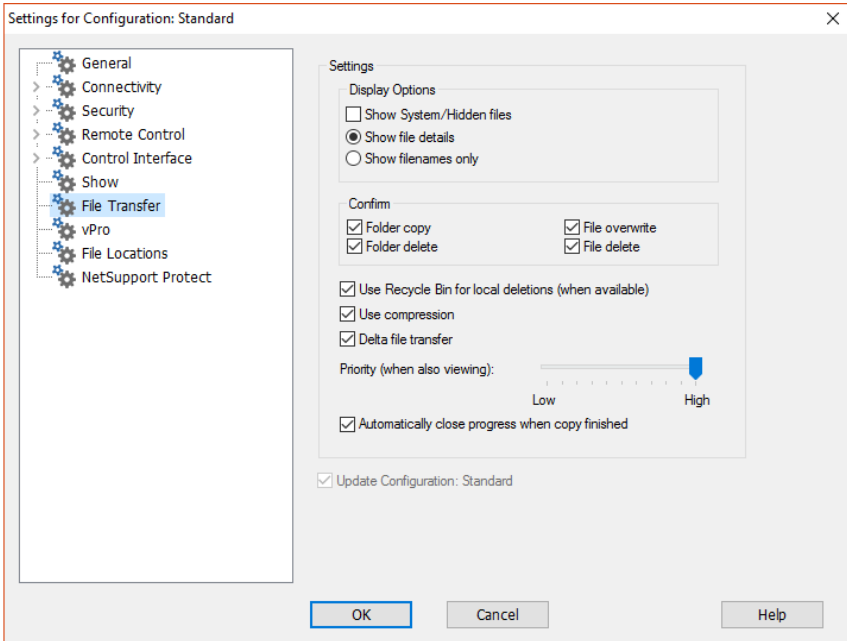 Settings for Configuration: Standard
General
Connectivity
Security
Remote Control
Control Interface
Show
File Transfer
vPro
File Locations
NetSupport Protect
Settings
Display Options
Show System/Hidden files
Show file details
Show filenames only
Confirm
Folder copy File overwrite
Folder delete File delete
Use Recycle Bin for local deletions (when available)
Use compression
Delta file transfer
Priority (when also viewing):
Low High
Automatically close progress when copy finished
Update Configuration: Standard
OK Cancel Help